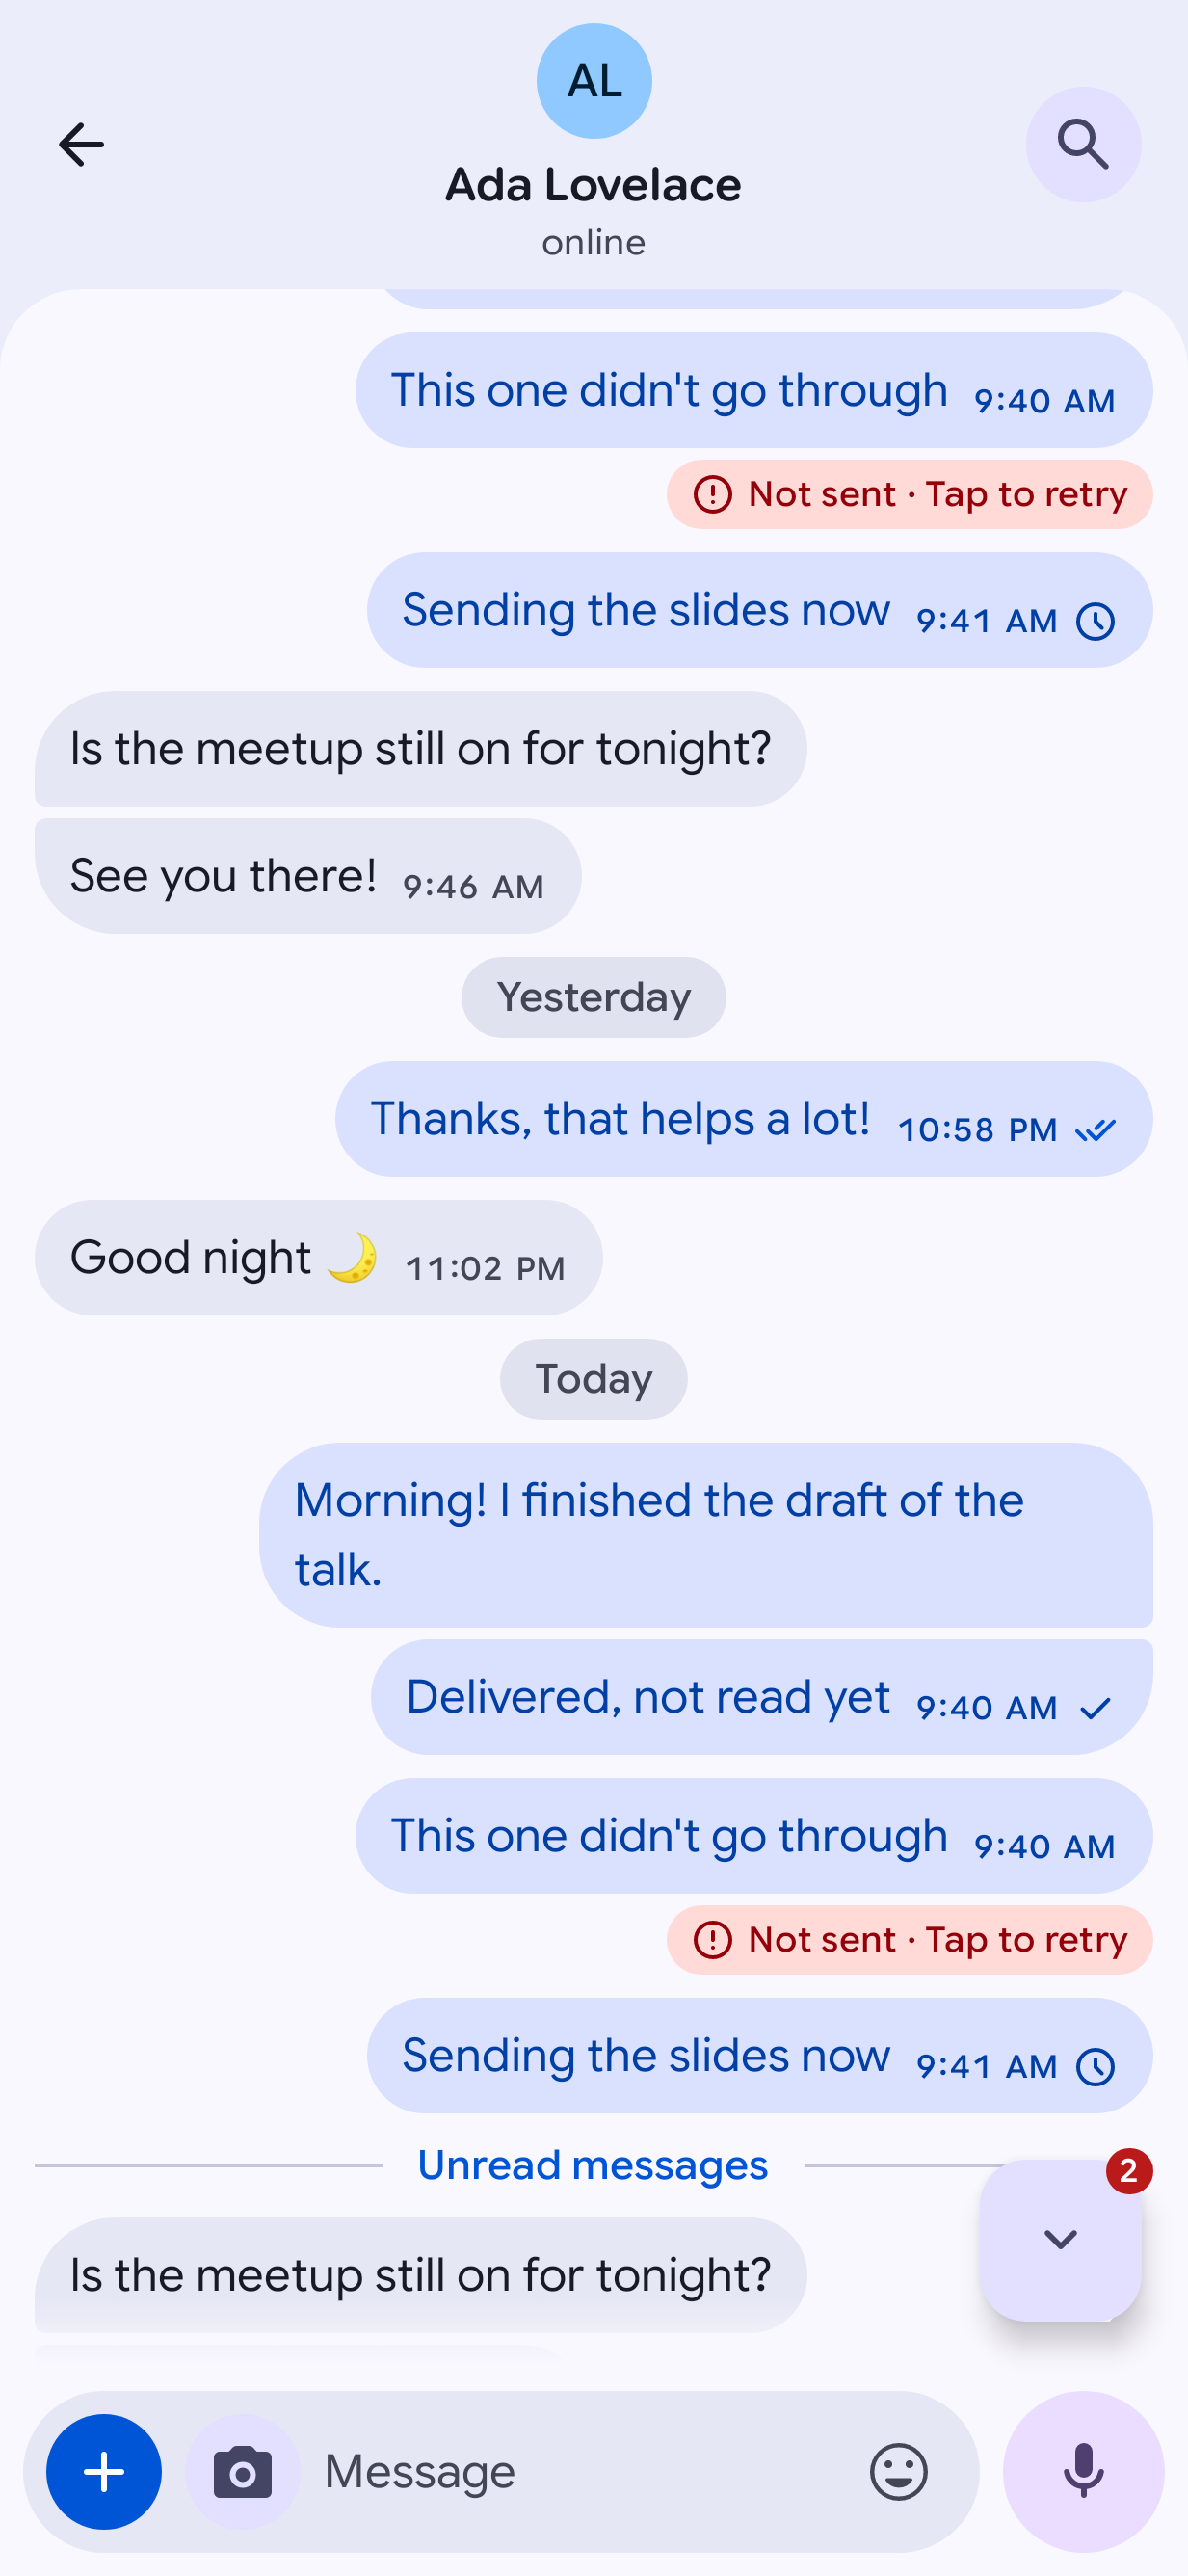 AL
Ada Lovelace
online
This one didn't go through 9:40 AM
Not sent · Tap to retry
Sending the slides now 9:41 AM
Is the meetup still on for tonight?
See you there! 9:46 AM
Yesterday
Thanks, that helps a lot! 10:58 PM
Good night 🌙 11:02 PM
Today
Morning! I finished the draft of the
talk.
Delivered, not read yet 9:40 AM
This one didn't go through 9:40 AM
Not sent · Tap to retry
Sending the slides now 9:41 AM
Unread messages
2
Is the meetup still on for tonight?
Message